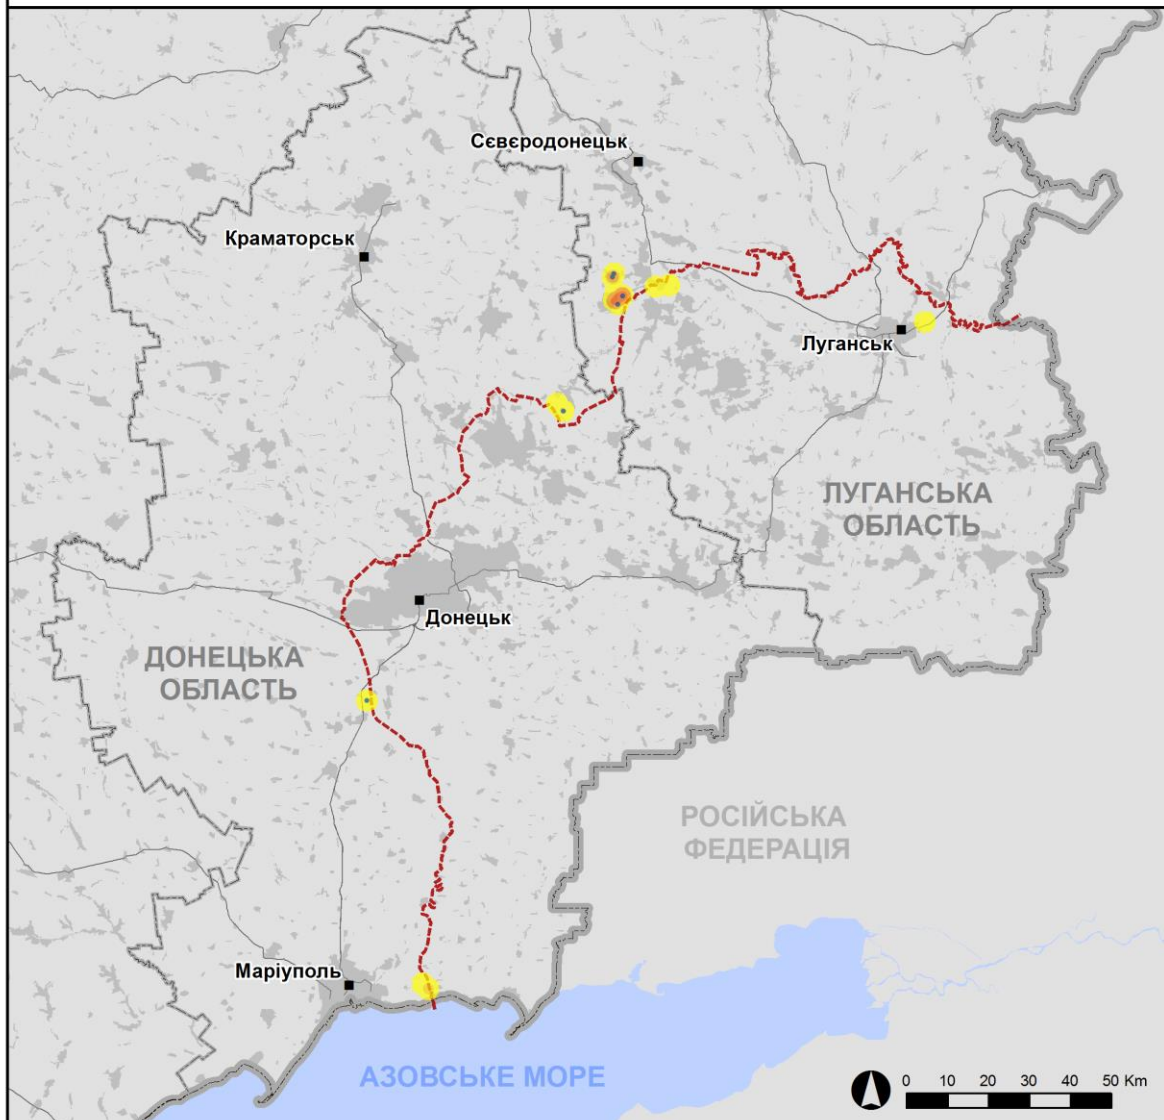 Сєвєродонецьк
Краматорськ
Луганськ
ЛУГАНСЬКА
ОБЛАСТЬ
Донецьк
ДОНЕЦЬКА
ОБЛАСТЬ
РОСІЙСЬКА
ФЕДЕРАЦІЯ
Маріуполь
АЗОВСЬКЕ МОРЕ
0 10 20 30 40 50 Km